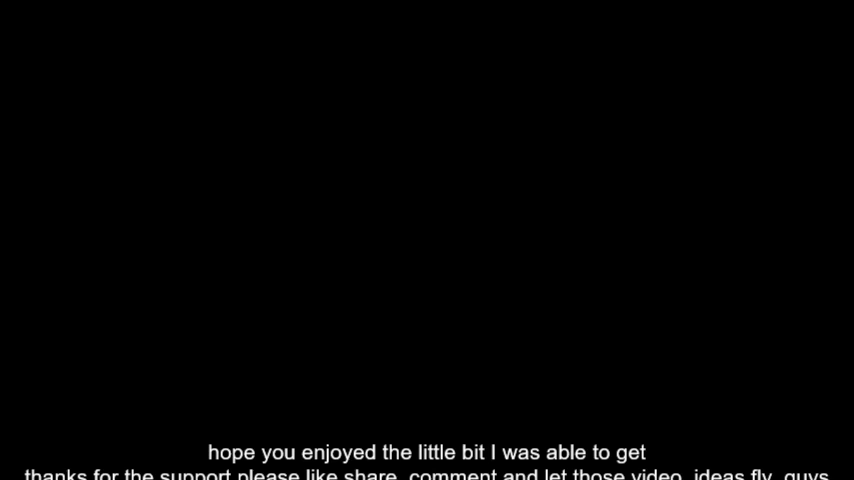 hope you enjoyed the little bit I was able to get
thanks for the support please like share, comment and let those video, ideas fly, guys